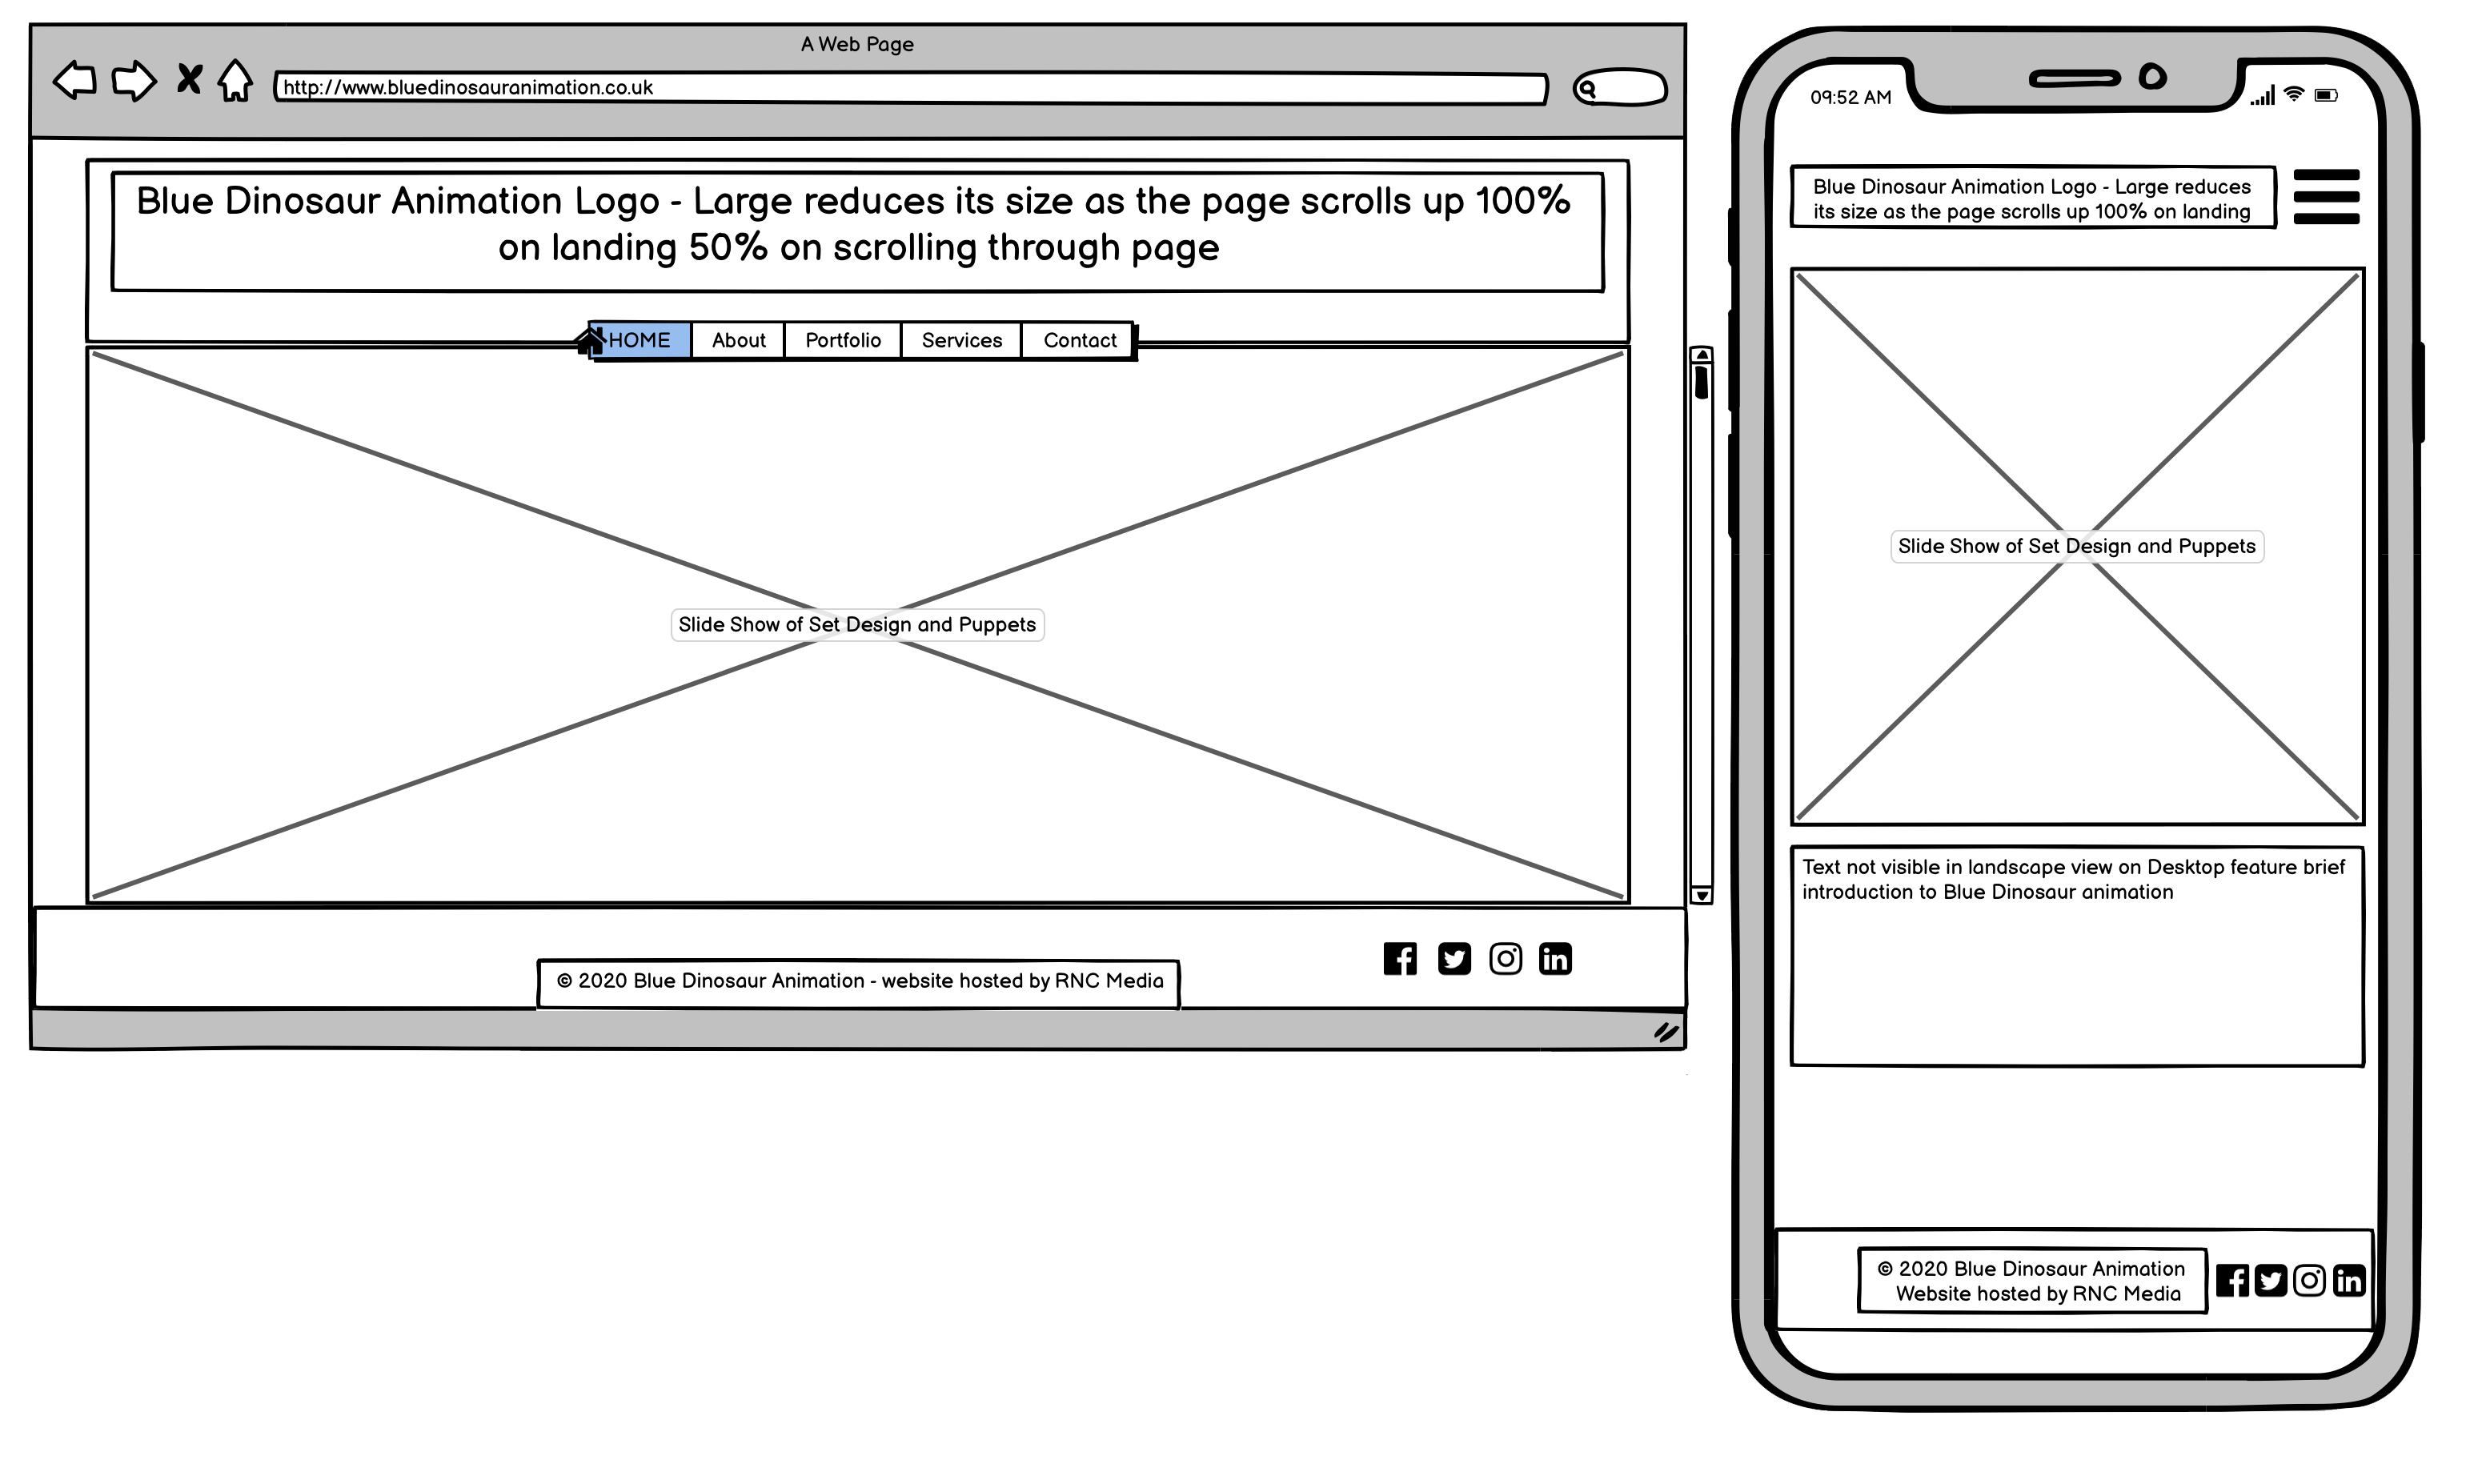 A Web Page
http://www.bluedinosauranimation.co.uk
Blue Dinosaur Animation Logo - Large reduces its size as the page scrolls up 100%
on landing 50% on scrolling through page
HOME About Portfolio Services Contact
Slide Show of Set Design and Puppets
© 2020 Blue Dinosaur Animation - website hosted by RNC Media
09:52 AM
Blue Dinosaur Animation Logo - Large reduces
its size as the page scrolls up 100% on landing
Slide Show of Set Design and Puppets
Text not visible in landscape view on Desktop feature brief
introduction to Blue Dinosaur animation
© 2020 Blue Dinosaur Animation
Website hosted by RNC Media